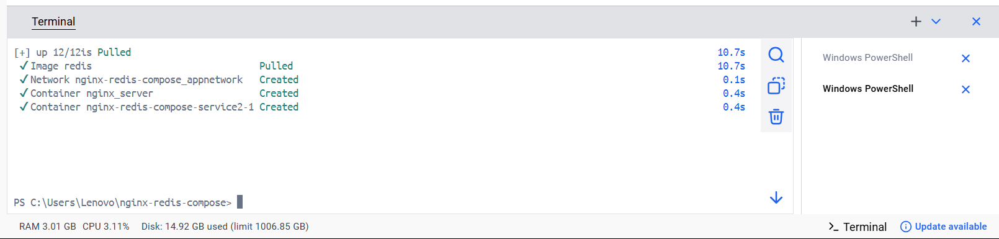 Terminal
[+] up 12/12is Pulled 10.7s
✓Image redis Pulled 10.7s
✓Network nginx-redis-compose_appnetwork Created 0.1s
✓Container nginx_server Created 0.4s
✓Container nginx-redis-compose-service2-1 Created 0.4s
PS C:\Users\Lenovo\nginx-redis-compose>
Windows PowerShell
Windows PowerShell
RAM 3.01 GB CPU 3.11% Disk: 14.92 GB used (limit 1006.85 GB)
Terminal
Update available